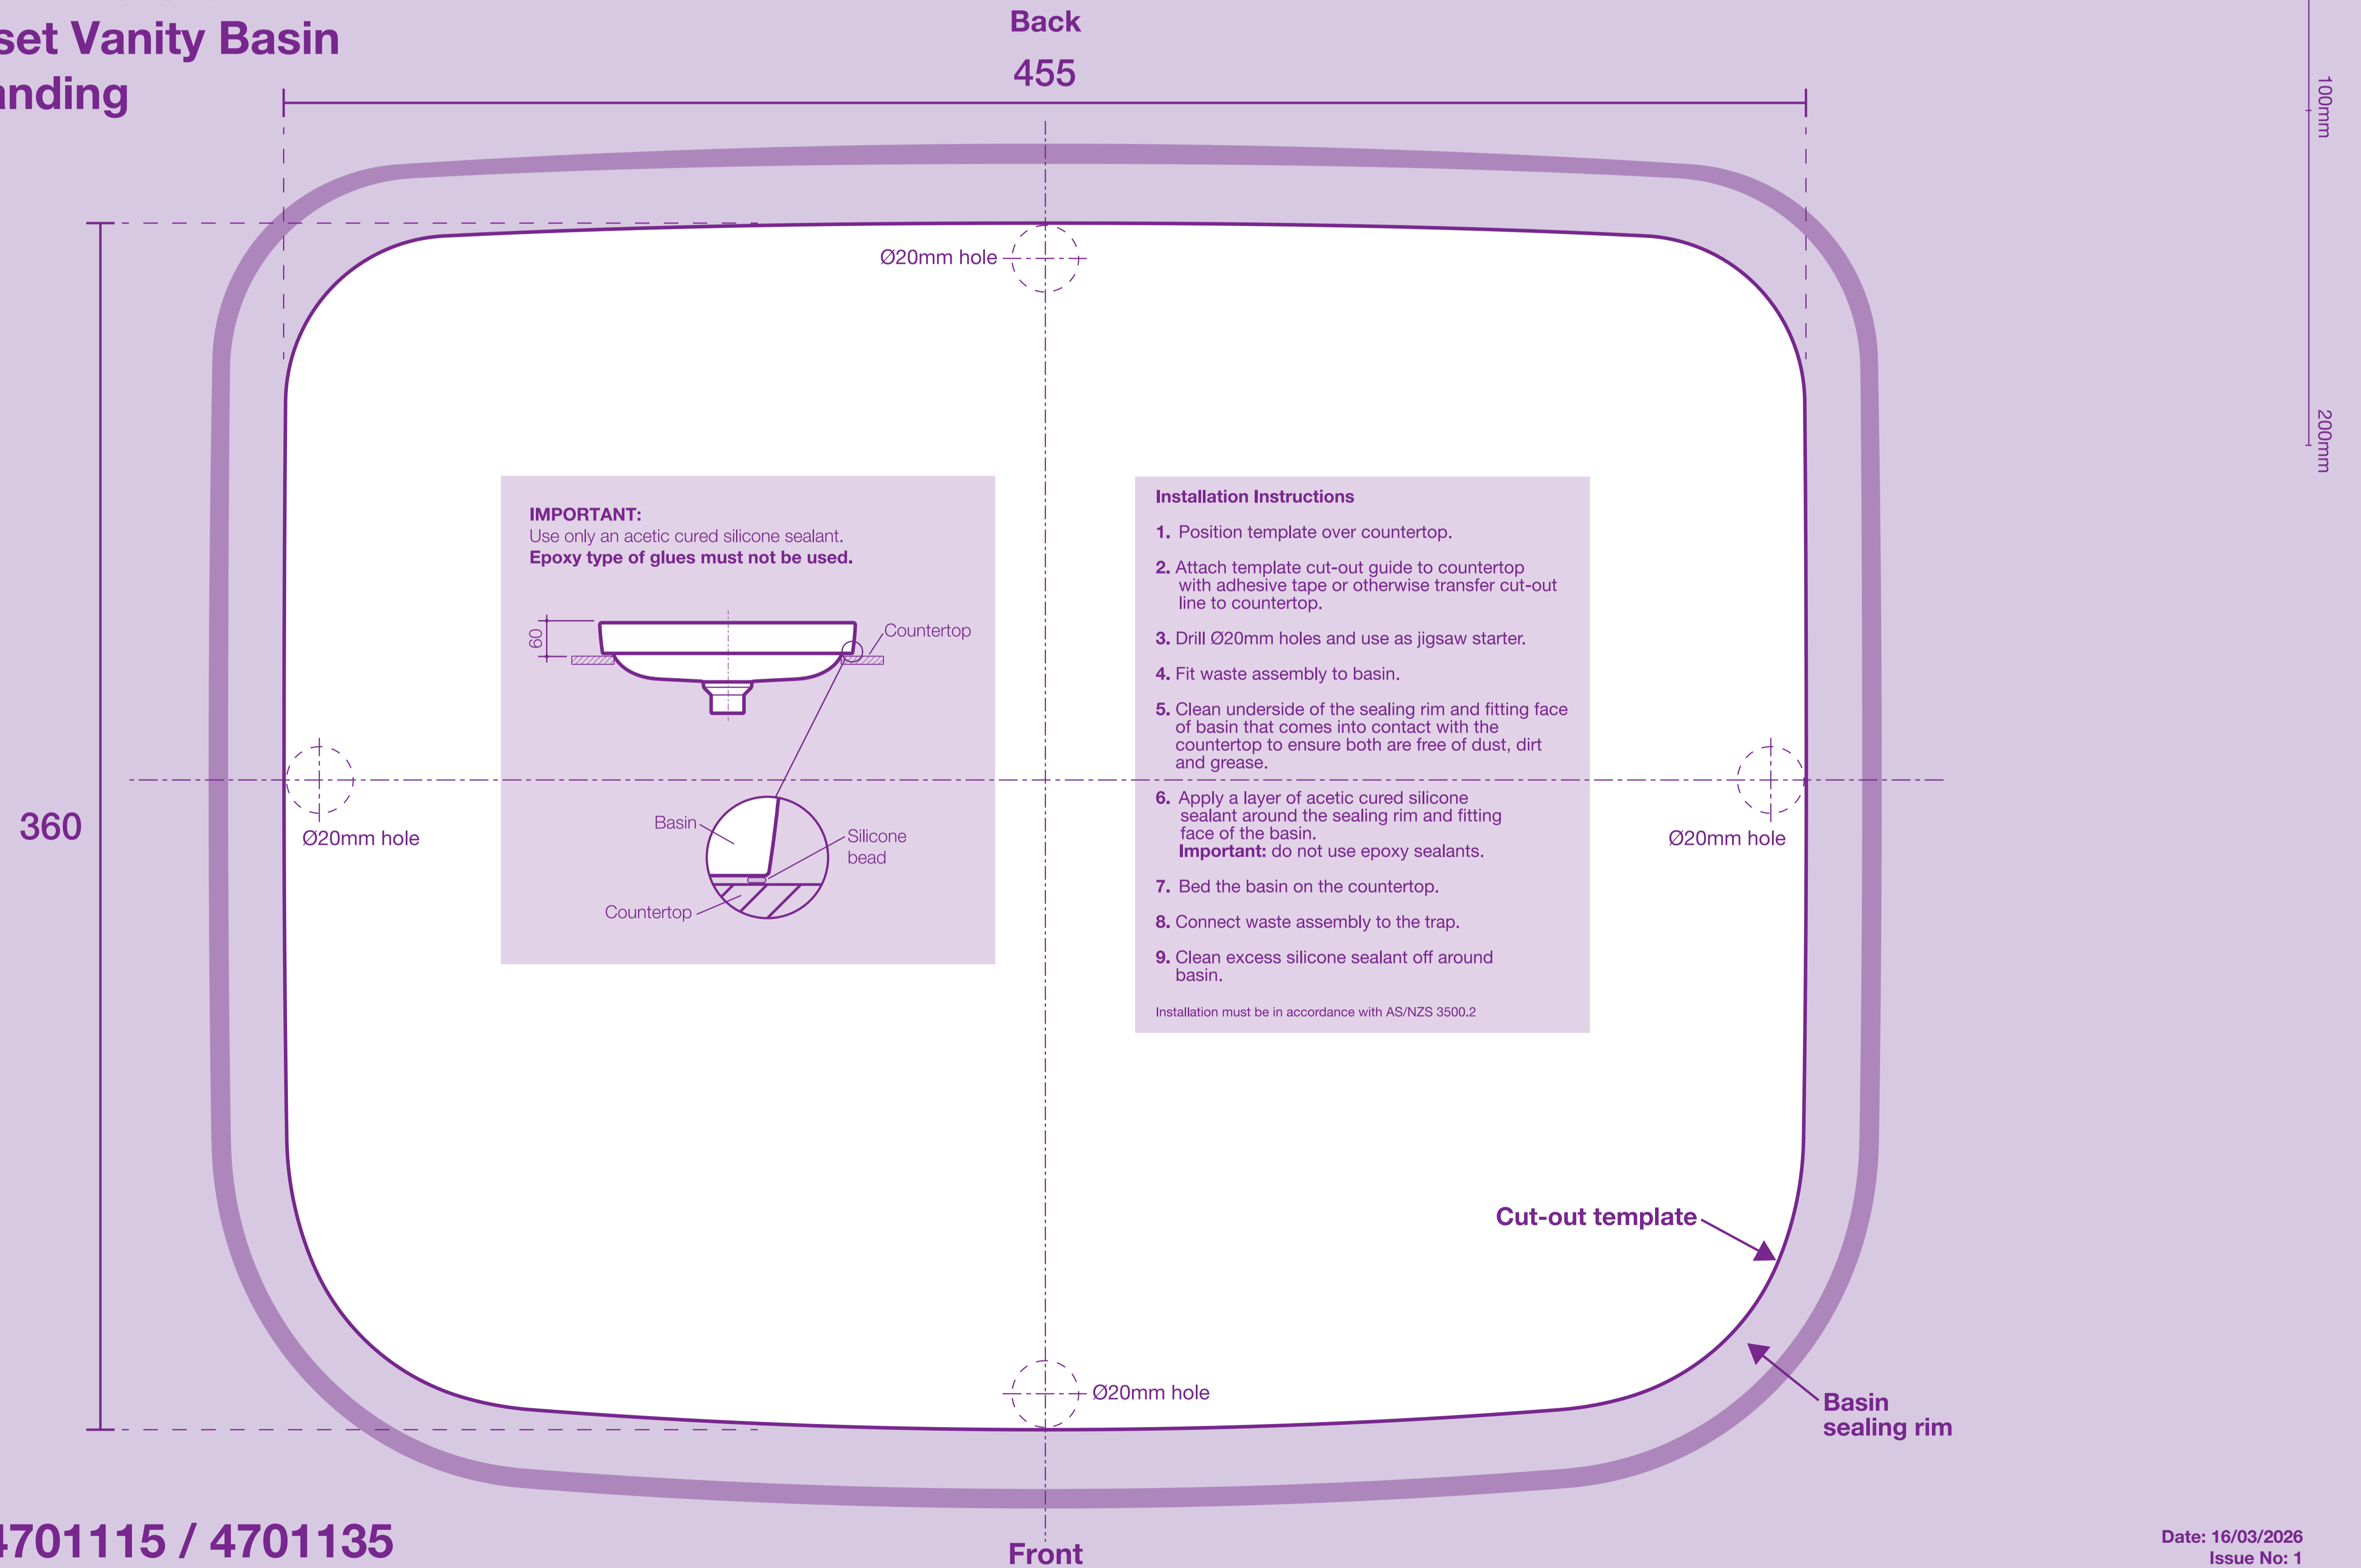 set Vanity Basin
anding
Back
455
100mm
200mm
Ø20mm hole
IMPORTANT:
Use only an acetic cured silicone sealant.
Epoxy type of glues must not be used.
60
Countertop
Basin
Silicone
bead
Countertop
Installation Instructions
1. Position template over countertop.
2. Attach template cut-out guide to countertop
with adhesive tape or otherwise transfer cut-out
line to countertop.
3. Drill Ø20mm holes and use as jigsaw starter.
4. Fit waste assembly to basin.
5. Clean underside of the sealing rim and fitting face
of basin that comes into contact with the
countertop to ensure both are free of dust, dirt
and grease.
6. Apply a layer of acetic cured silicone
sealant around the sealing rim and fitting
face of the basin.
Important: do not use epoxy sealants.
7. Bed the basin on the countertop.
8. Connect waste assembly to the trap.
9. Clean excess silicone sealant off around
basin.
Installation must be in accordance with AS/NZS 3500.2
360
Ø20mm hole
Ø20mm hole
Cut-out template
Ø20mm hole
Basin
sealing rim
4701115 / 4701135
Front
Date: 16/03/2026
Issue No: 1